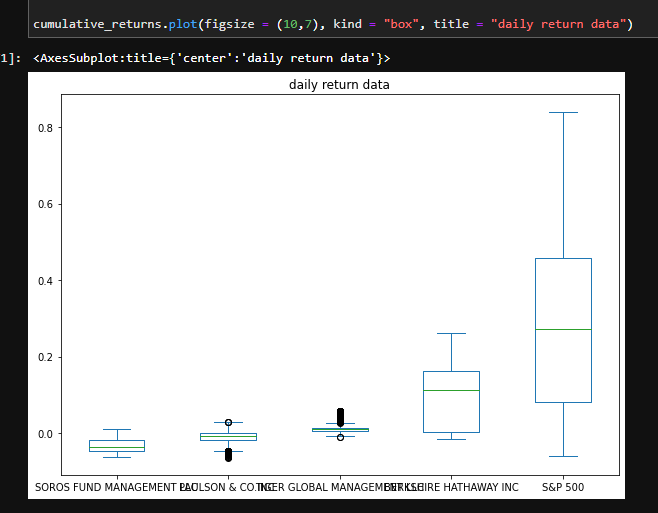 cumulative_returns.plot(figsize = (10,7), kind = "box", title = "daily return data")
1]: <AxesSubplot:title={'center':'daily return data'}>
daily return data
0.8
0.6
0.4
0.2
0.0
SOROS FUND MANAGEMENT LLC PAULSON & CO.INC. TIGER GLOBAL MANAGEMENT LLC BERKSHIRE HATHAWAY INC S&P 500